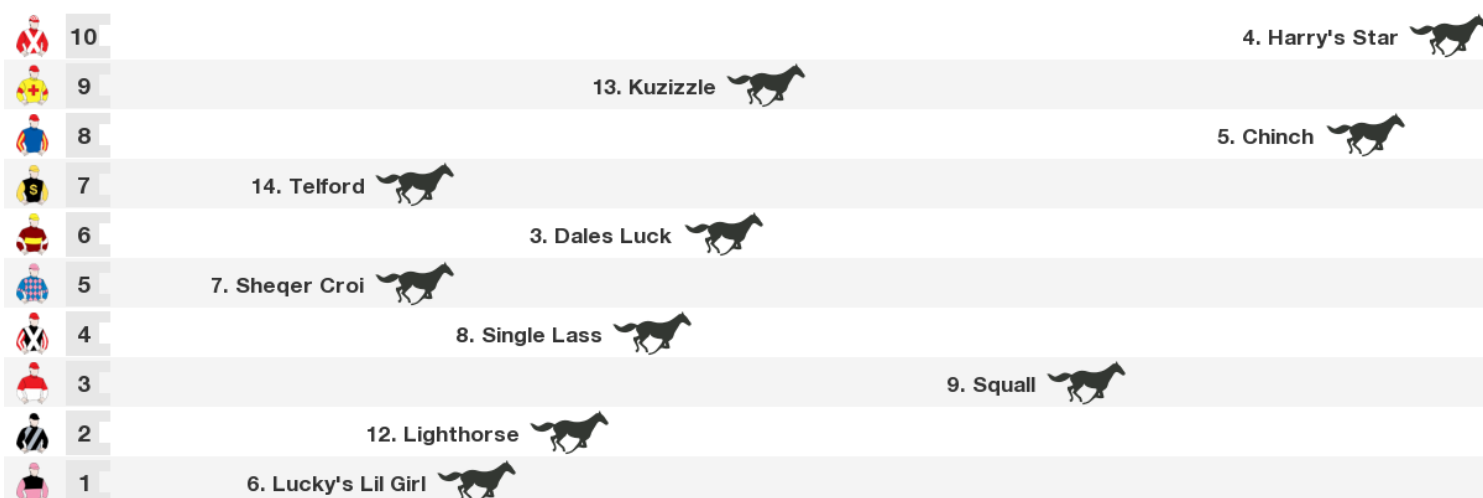 10 4. Harry's Star
9 13. Kuzizzle
8 5. Chinch
7 14. Telford
6 3. Dales Luck
5 7. Sheqer Croi
4 8. Single Lass
3 9. Squall
2 12. Lighthorse
1 6. Lucky's Lil Girl